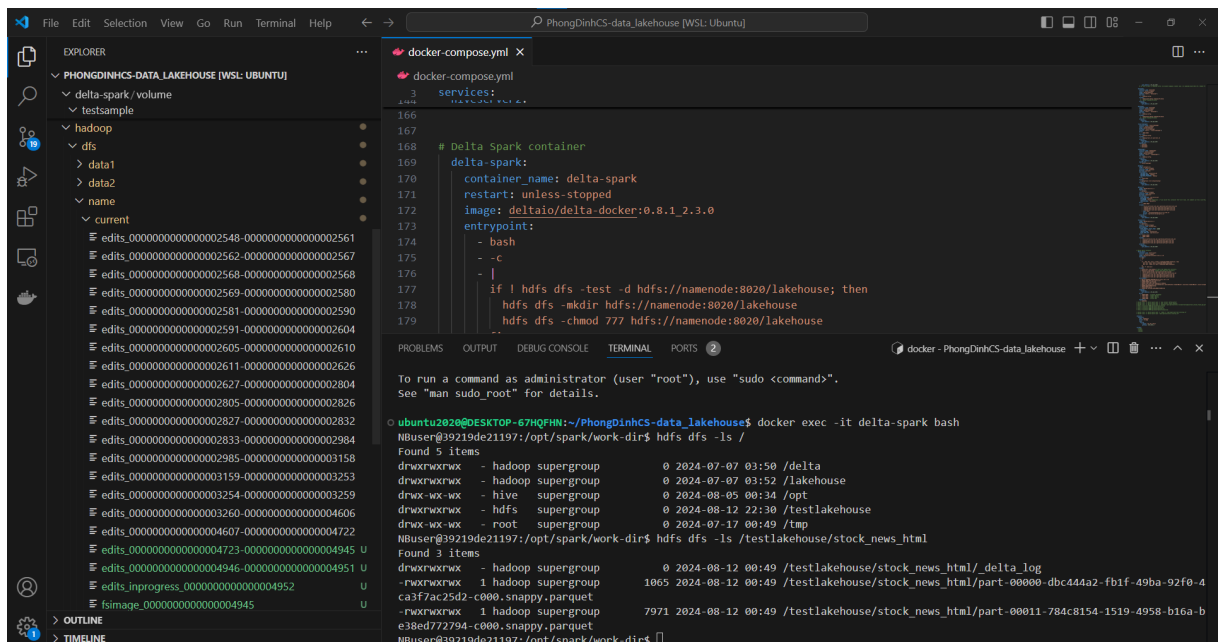 File Edit Selection View Go Run Terminal Help
PhongDinhCS-data_lakehouse [WSL: Ubuntu]
EXPLORER
PHONGDINHCS-DATA_LAKEHOUSE [WSL: UBUNTU]
delta-spark/volume
testsample
hadoop
dfs
data1
data2
name
current
edits_0000000000000002548-0000000000000002561
edits_0000000000000002562-0000000000000002567
edits_0000000000000002568-0000000000000002568
edits_0000000000000002569-0000000000000002580
edits_0000000000000002581-0000000000000002590
edits_0000000000000002591-0000000000000002604
edits_0000000000000002605-0000000000000002610
edits_0000000000000002611-0000000000000002626
edits_0000000000000002627-0000000000000002804
edits_0000000000000002805-0000000000000002826
edits_0000000000000002827-0000000000000002832
edits_0000000000000002833-0000000000000002984
edits_0000000000000002985-0000000000000003158
edits_0000000000000003159-0000000000000003253
edits_0000000000000003254-0000000000000003259
edits_0000000000000003260-0000000000000004606
edits_0000000000000004607-0000000000000004722
edits_0000000000000004723-0000000000000004945 U
edits_0000000000000004946-0000000000000004951 U
edits_inprogress_0000000000000004952 U
fsimage_0000000000000004945 U
OUTLINE
TIMELINE
19
1
docker-compose.yml
docker-compose.yml
3 services:
144 hiveserver2:
166
167
168 # Delta Spark container
169 delta-spark:
170 container_name: delta-spark
171 restart: unless-stopped
172 image: deltaio/delta-docker:0.8.1_2.3.0
173 entrypoint:
174 - bash
175 - -c
176 - |
177 if ! hdfs dfs -test -d hdfs://namenode:8020/lakehouse; then
178 hdfs dfs -mkdir hdfs://namenode:8020/lakehouse
179 hdfs dfs -chmod 777 hdfs://namenode:8020/lakehouse
PROBLEMS OUTPUT DEBUG CONSOLE TERMINAL PORTS 2
docker - PhongDinhCS-data_lakehouse
To run a command as administrator (user "root"), use "sudo <command>".
See "man sudo_root" for details.
ubuntu2020@DESKTOP-67HQFHN:~/PhongDinhCS-data_lakehouse$ docker exec -it delta-spark bash
NBuser@39219de21197:/opt/spark/work-dir$ hdfs dfs -ls /
Found 5 items
drwxrwxrwx - hadoop supergroup 0 2024-07-07 03:50 /delta
drwxrwxrwx - hadoop supergroup 0 2024-07-07 03:52 /lakehouse
drwx-wx-wx - hive supergroup 0 2024-08-05 00:34 /opt
drwxrwxrwx - hdfs supergroup 0 2024-08-12 22:30 /testlakehouse
drwx-wx-wx - root supergroup 0 2024-07-17 00:49 /tmp
NBuser@39219de21197:/opt/spark/work-dir$ hdfs dfs -ls /testlakehouse/stock_news_html
Found 3 items
drwxrwxrwx - hadoop supergroup 0 2024-08-12 00:49 /testlakehouse/stock_news_html/_delta_log
-rwxrwxrwx 1 hadoop supergroup 1065 2024-08-12 00:49 /testlakehouse/stock_news_html/part-00000-dbc444a2-fb1f-49ba-92f0-4
ca3f7ac25d2-c000.snappy.parquet
-rwxrwxrwx 1 hadoop supergroup 7971 2024-08-12 00:49 /testlakehouse/stock_news_html/part-00011-784c8154-1519-4958-b16a-b
e38ed772794-c000.snappy.parquet
NBuser@39219de21197:/opt/spark/work-dir$